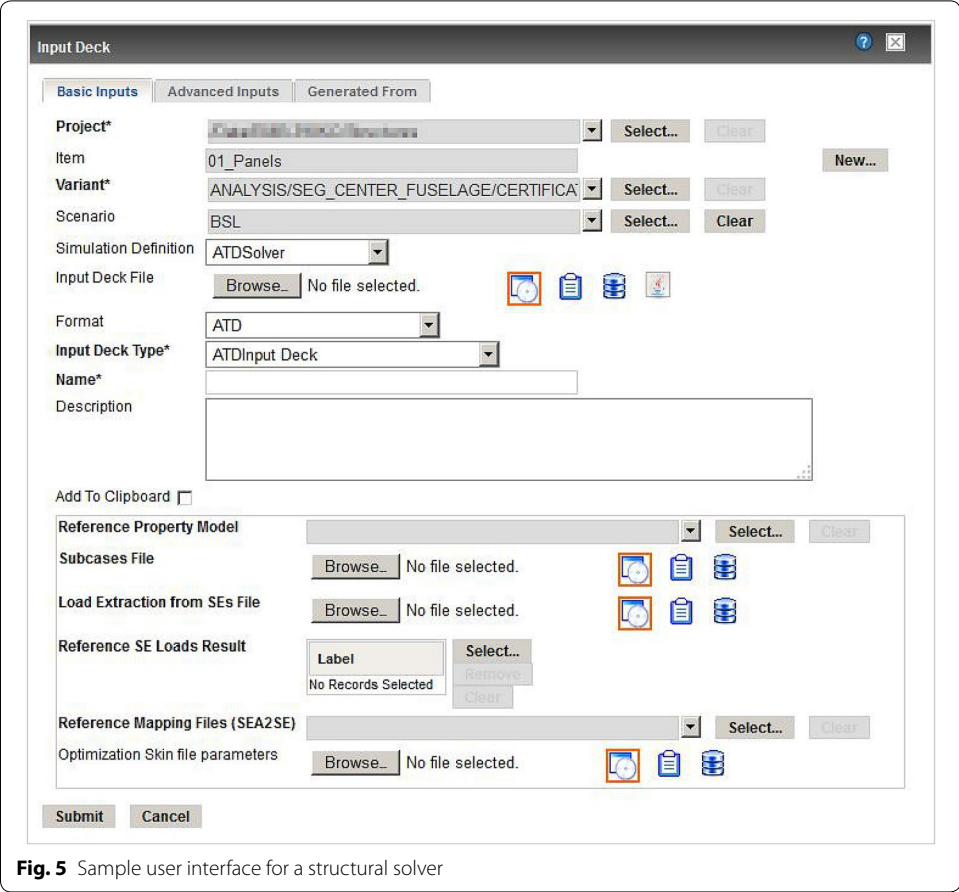 Input Deck
Basic Inputs Advanced Inputs Generated From
Project* Select... Clear
Item 01_Panels New...
Variant* ANALYSIS/SEG_CENTER_FUSELAGE/CERTIFICA Select... Clear
Scenario BSL Select... Clear
Simulation Definition ATDSolver
Input Deck File Browse_ No file selected.
Format ATD
Input Deck Type* ATDInput Deck
Name*
Description
Add To Clipboard
Reference Property Model Select... Clear
Subcases File Browse_ No file selected.
Load Extraction from SEs File Browse_ No file selected.
Reference SE Loads Result Label Select...
Remove
No Records Selected
Clear
Reference Mapping Files (SEA2SE) Select... Clear
Optimization Skin file parameters Browse_ No file selected.
Submit Cancel
Fig. 5 Sample user interface for a structural solver